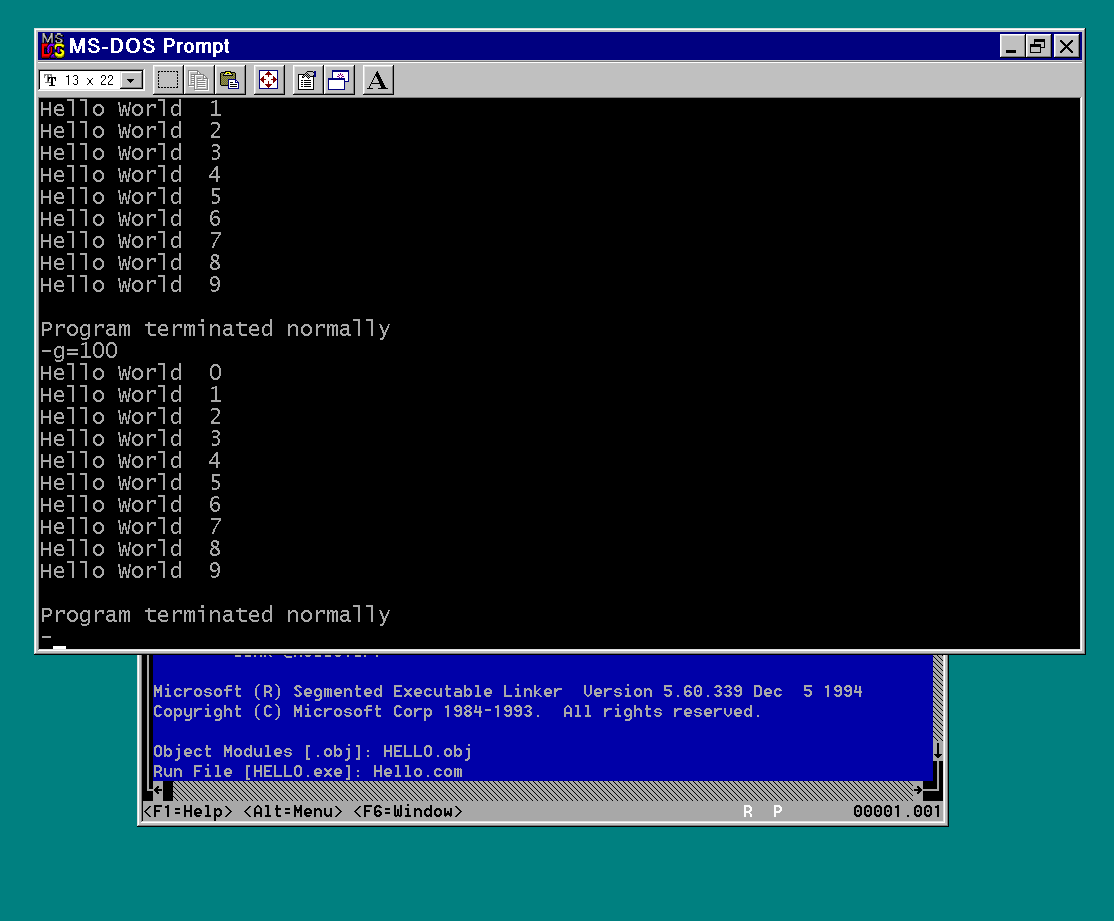 MS-DOS Prompt
13 x 22
A
Hello World  1
Hello World  2
Hello World  3
Hello World  4
Hello World  5
Hello World  6
Hello World  7
Hello World  8
Hello World  9
Program terminated normally
-g=100
Hello World  0
Hello World  1
Hello World  2
Hello World  3
Hello World  4
Hello World  5
Hello World  6
Hello World  7
Hello World  8
Hello World  9
Program terminated normally
-_
Microsoft (R) Segmented Executable Linker  Version 5.60.339 Dec  5 1994
Copyright (C) Microsoft Corp 1984-1993.  All rights reserved.
Object Modules [.obj]: HELLO.obj
Run File [HELLO.exe]: Hello.com
<F1=Help> <Alt=Menu> <F6=Window> R P 00001.001